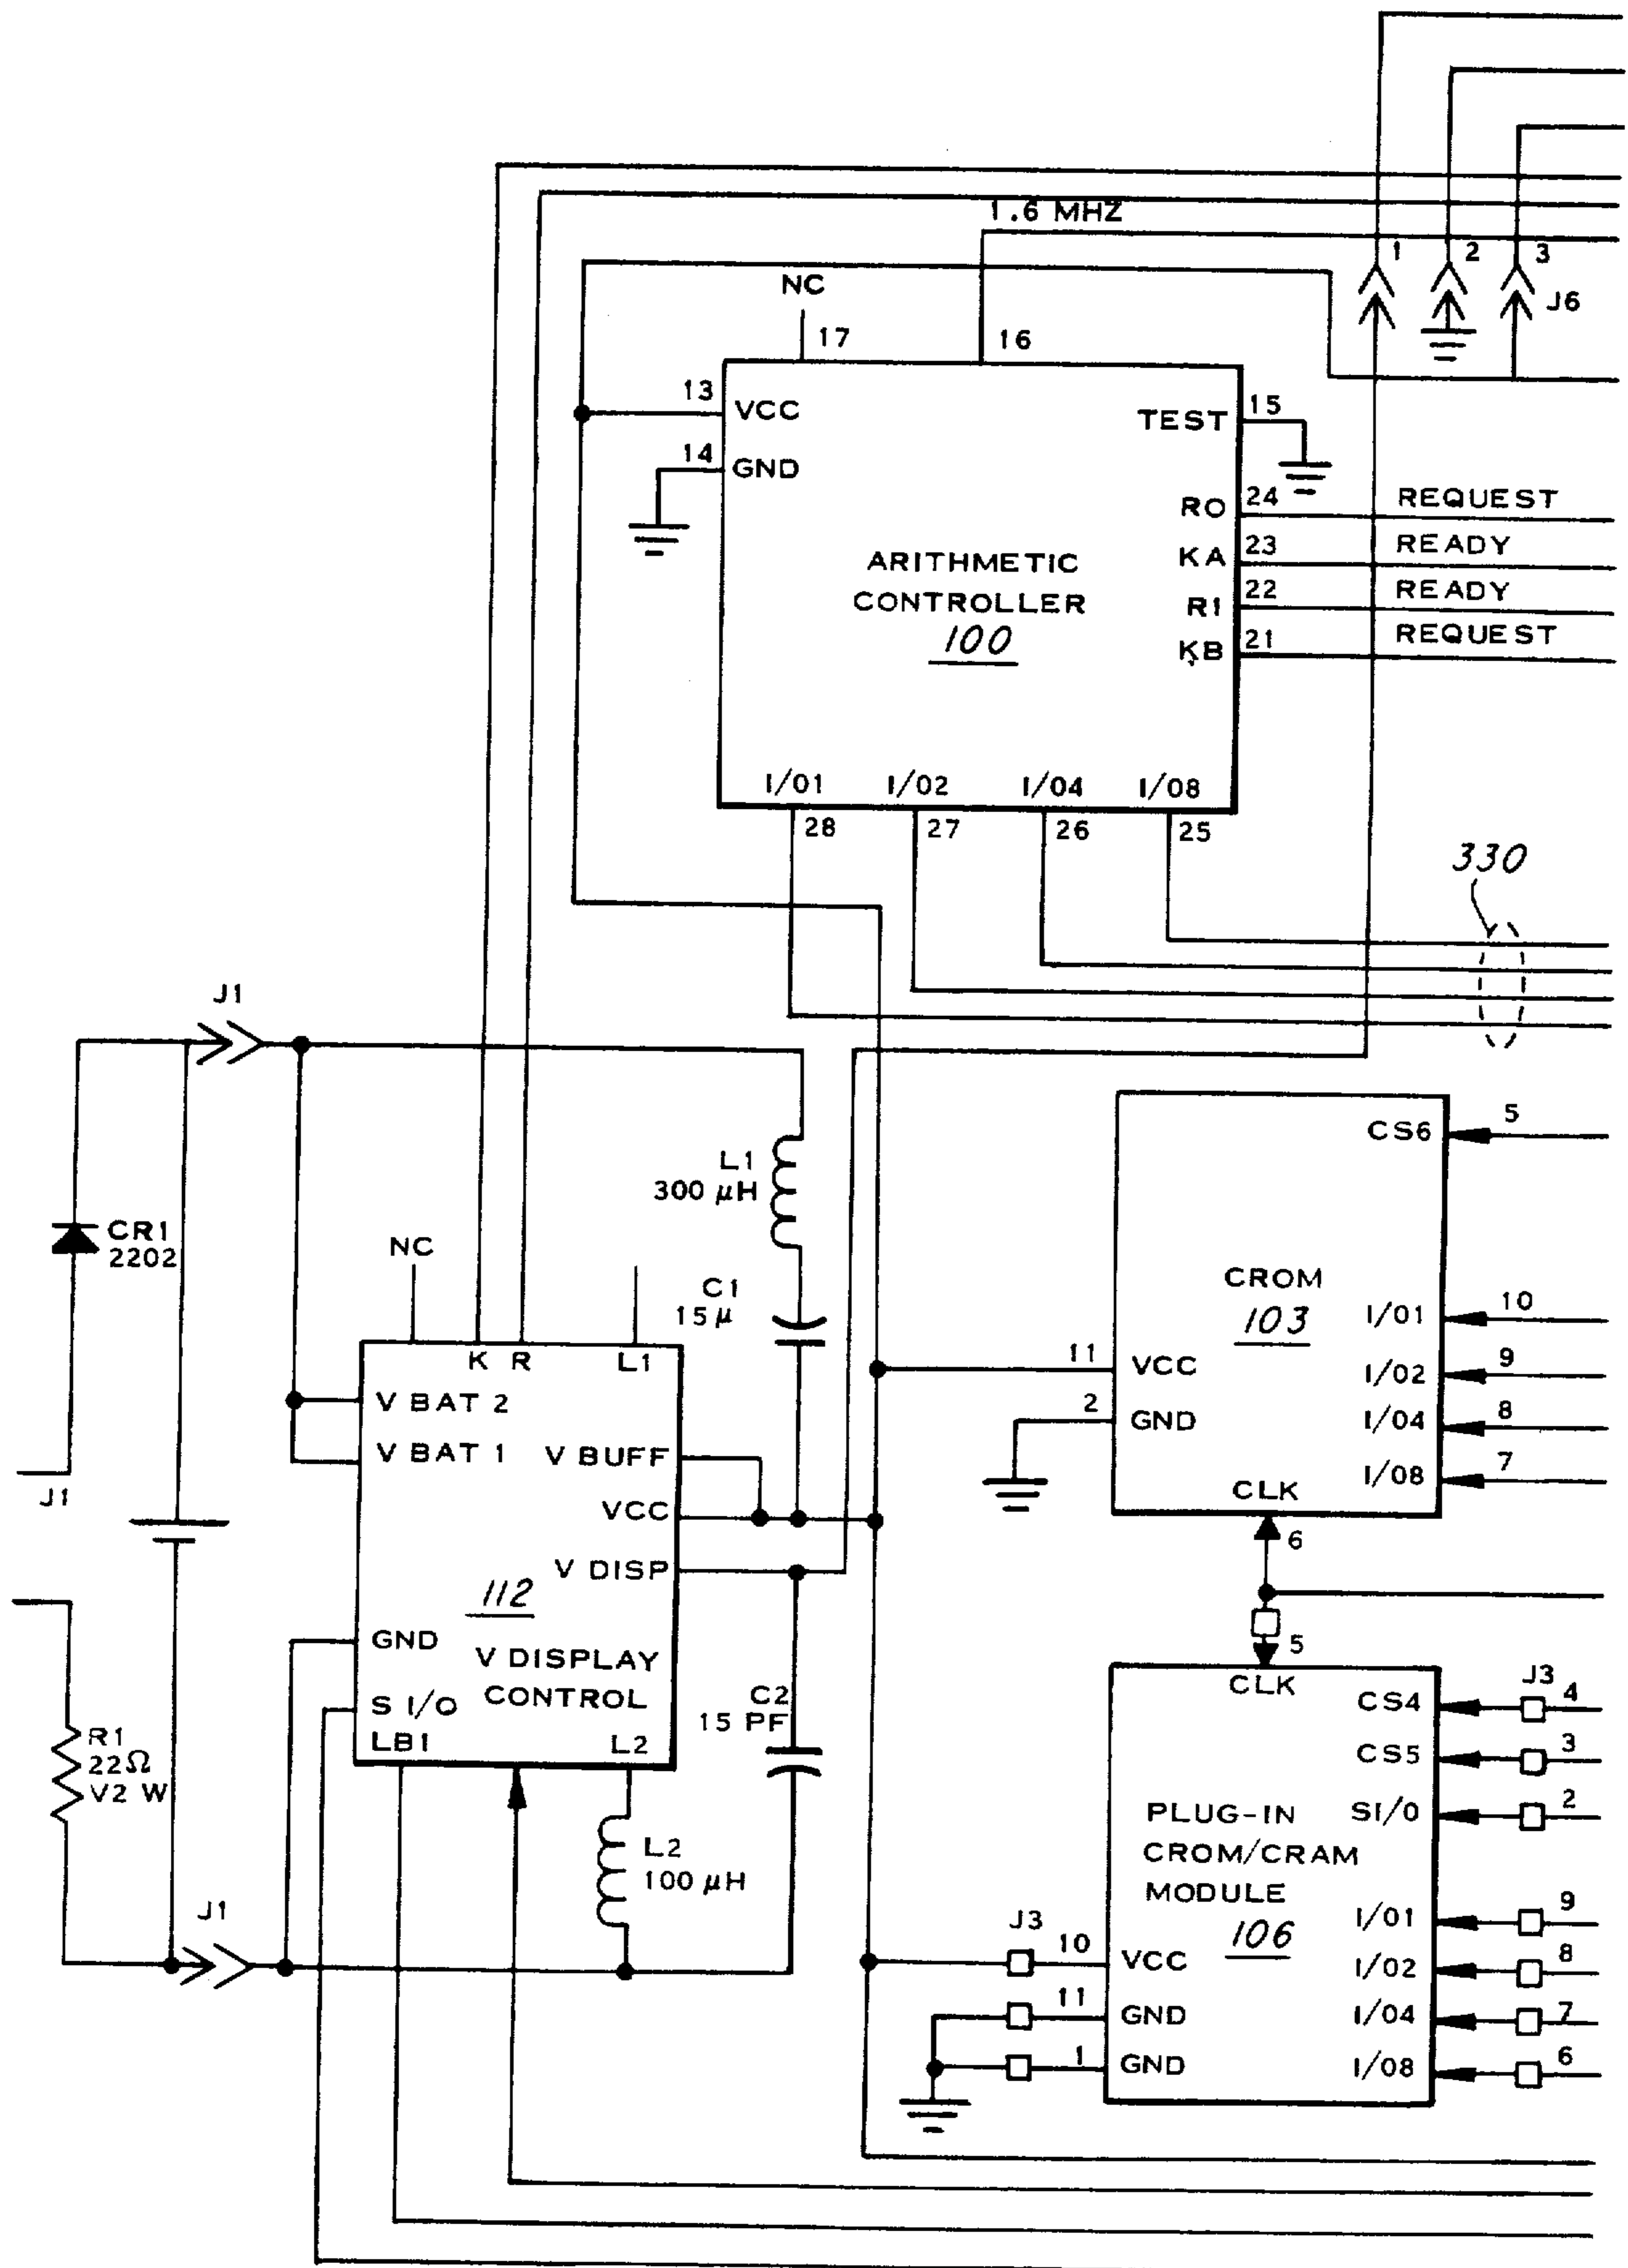 1.6 MHZ
1 2 3
J6
NC
17
16
13
VCC
TEST
15
14
GND
RO
24
REQUEST
KA
23
READY
R1
22
READY
KB
21
REQUEST
ARITHMETIC
CONTROLLER
100
I/01 I/02 I/04 I/08
28 27 26 25
330
J1
CR1
2202
J1
L1
300 μH
C1
15 μ
NC
K R L1
V BAT 2
V BAT 1
V BUFF
VCC
V DISP
112
V DISPLAY
CONTROL
GND
S I/O
LB1
L2
R1
22Ω
V2 W
J1
L2
100 μH
C2
15 PF
CS6
5
CROM
103
I/01
10
11
VCC
I/02
9
2
GND
I/04
8
I/08
7
CLK
6
5
CLK
J3
CS4
4
CS5
3
SI/0
2
PLUG-IN
CROM/CRAM
MODULE
106
I/01
9
J3
10
VCC
I/02
8
11
GND
I/04
7
1
GND
I/08
6